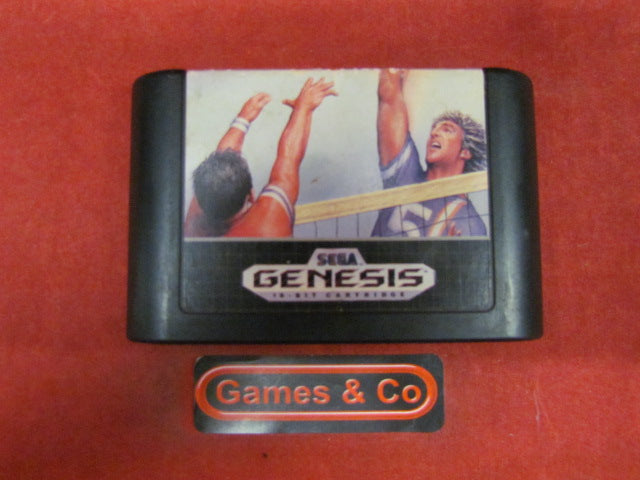 SEGA
GENESIS
16-BIT CARTRIDGE
Games & Co